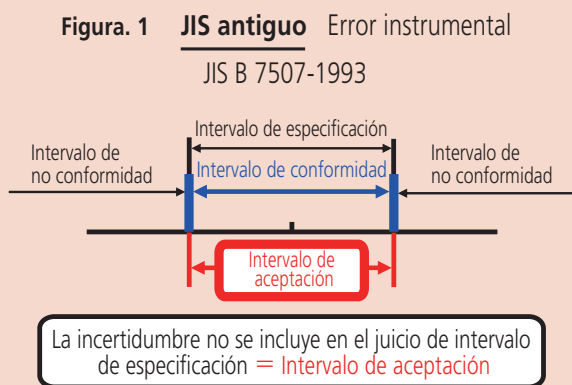 Figura. 1 JIS antiguo Error instrumental
JIS B 7507-1993
Intervalo de especificación
Intervalo de
no conformidad
Intervalo de conformidad
Intervalo de
no conformidad
Intervalo de
aceptación
La incertidumbre no se incluye en el juicio de intervalo
de especificación = Intervalo de aceptación